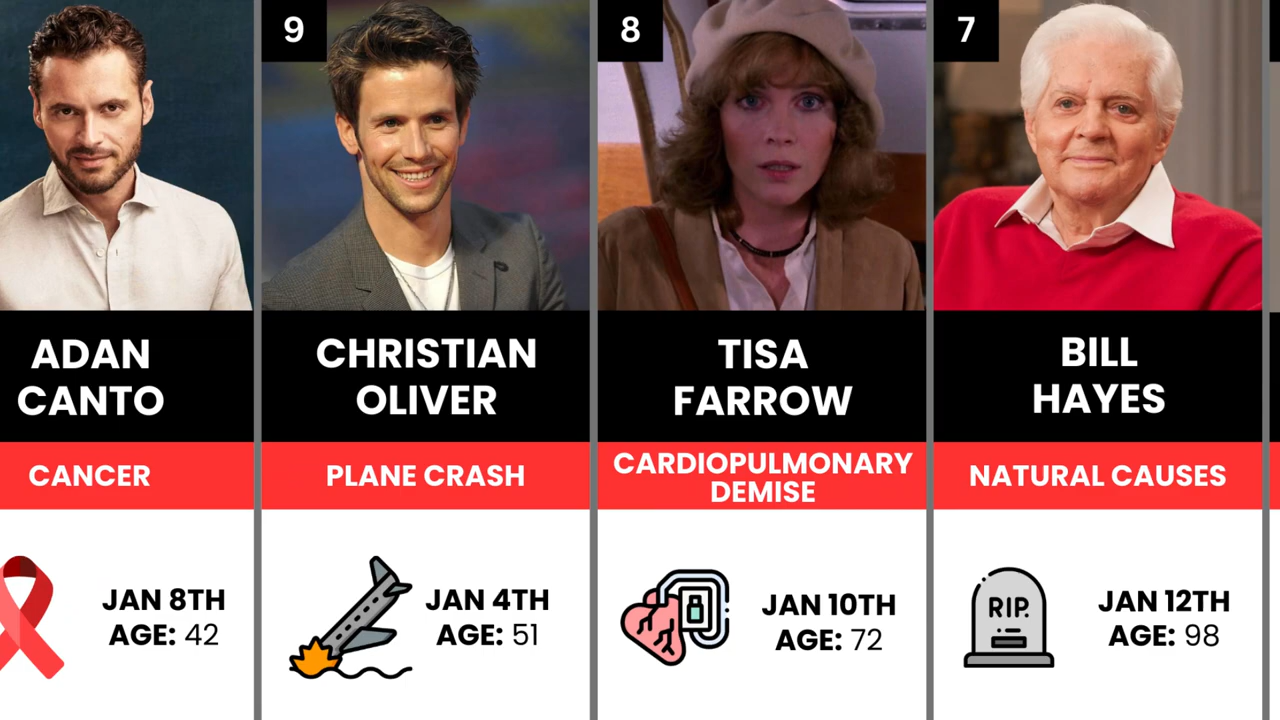 ADAN
CANTO
CANCER
JAN 8TH
AGE: 42
9
CHRISTIAN
OLIVER
PLANE CRASH
JAN 4TH
AGE: 51
8
TISA
FARROW
CARDIOPULMONARY
DEMISE
JAN 10TH
AGE: 72
7
BILL
HAYES
NATURAL CAUSES
RIP.
JAN 12TH
AGE: 98